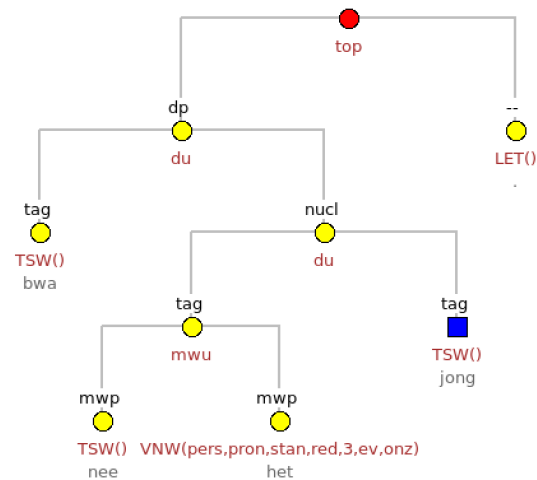 top
dp
--
du
LET()
.
tag
nucl
TSW()
du
bwa
tag
tag
mwu
TSW()
jong
mwp
mwp
TSW()
VNW(pers,pron,stan,red,3,ev,onz)
nee
het